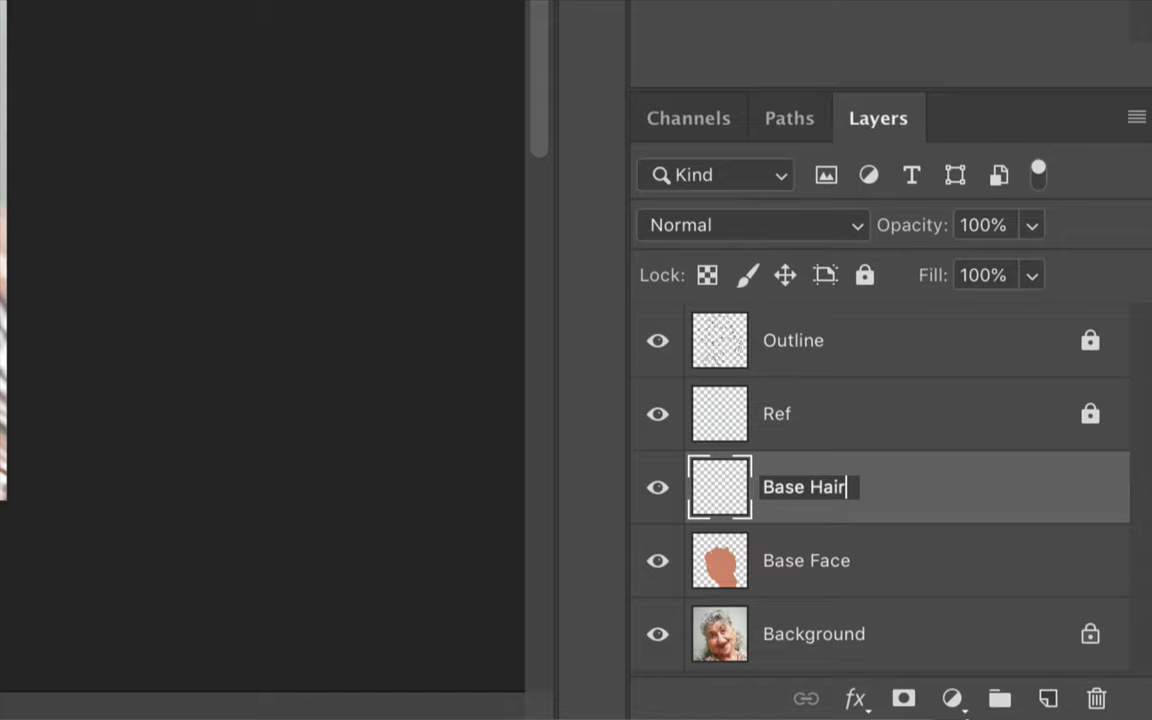 Channels Paths Layers
Kind
Normal Opacity: 100%
Lock: Fill: 100%
Outline
Ref
Base Hair
Base Face
Background
fx